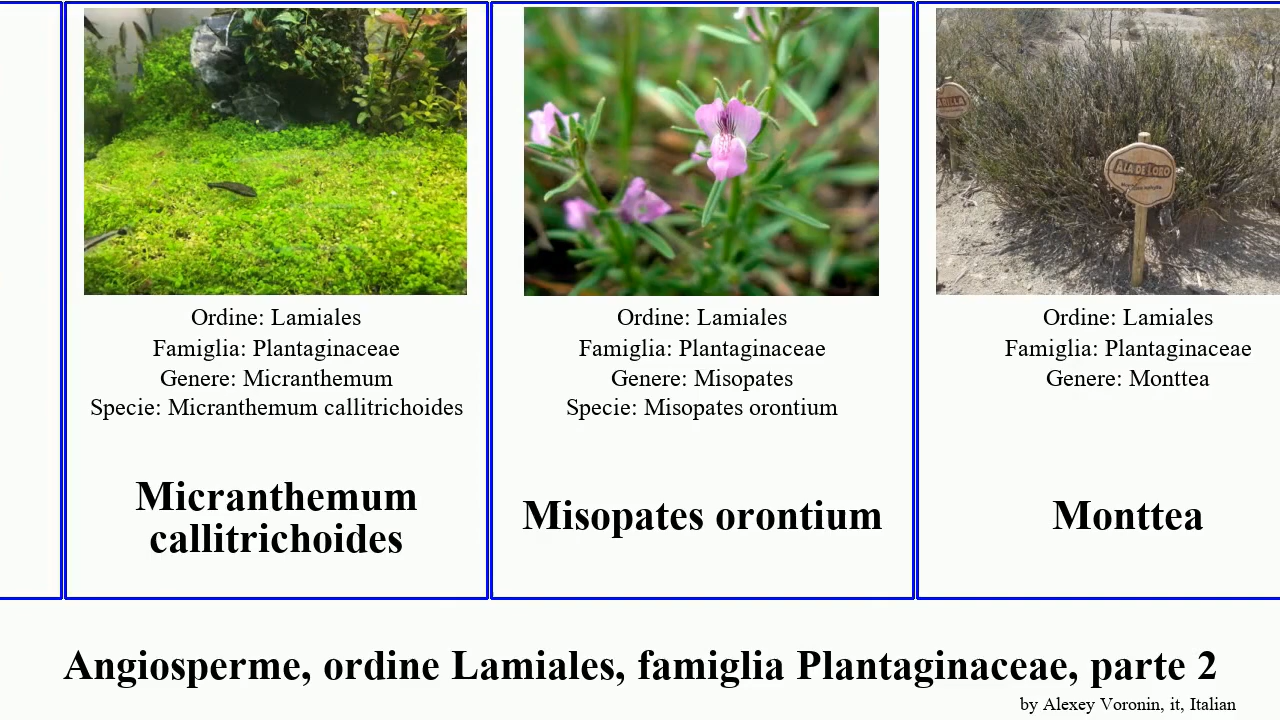 Ordine: Lamiales
Famiglia: Plantaginaceae
Genere: Micranthemum
Specie: Micranthemum callitrichoides
Micranthemum
callitrichoides
Ordine: Lamiales
Famiglia: Plantaginaceae
Genere: Misopates
Specie: Misopates orontium
Misopates orontium
ALA DE LORO
Ordine: Lamiales
Famiglia: Plantaginaceae
Genere: Monttea
Monttea
Angiosperme, ordine Lamiales, famiglia Plantaginaceae, parte 2
by Alexey Voronin, it, Italian